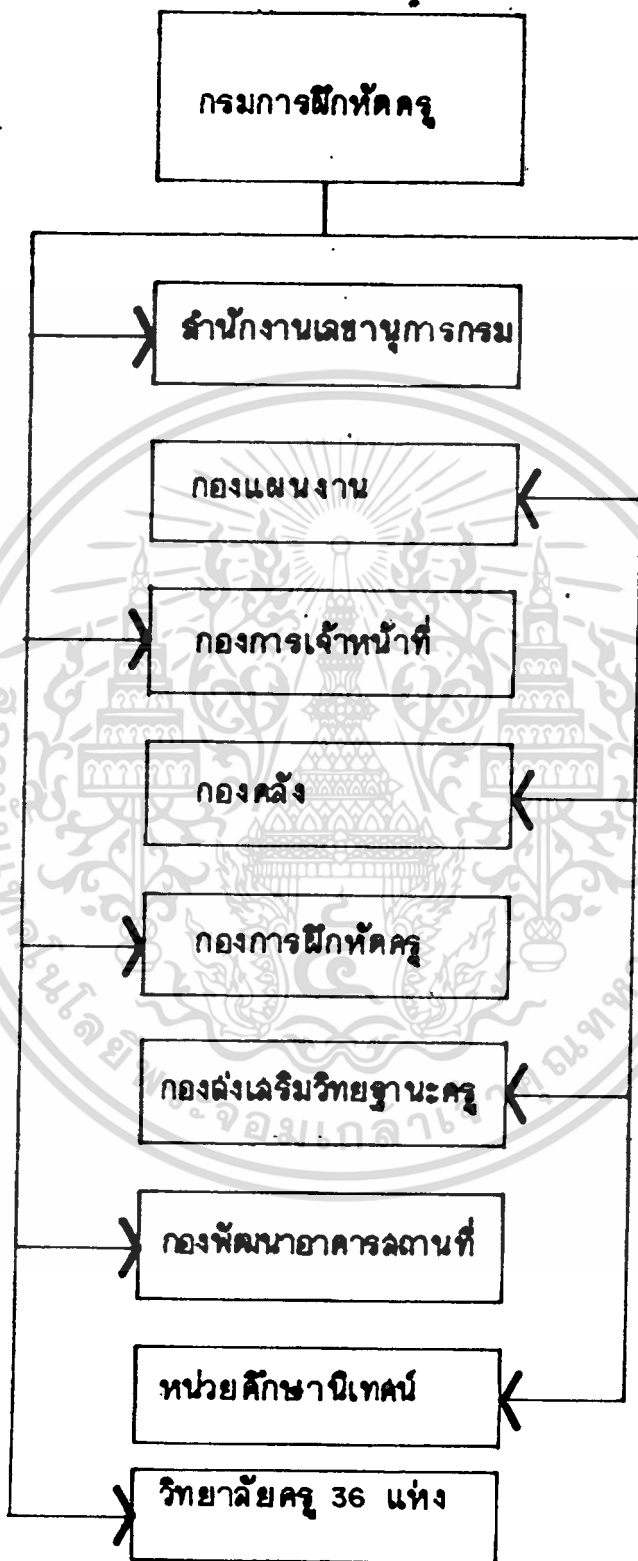 กรมการฝึกหัดครู
สำนักงานเลขานุการกรม
กองแผนงาน
กองการเจ้าหน้าที่
กองคลัง
กองการฝึกหัดครู
กองส่งเสริมวิทยฐานะครู
กองพัฒนาอาคารสถานที่
หน่วยศึกษานิเทศน์
วิทยาลัยครู 36 แห่ง